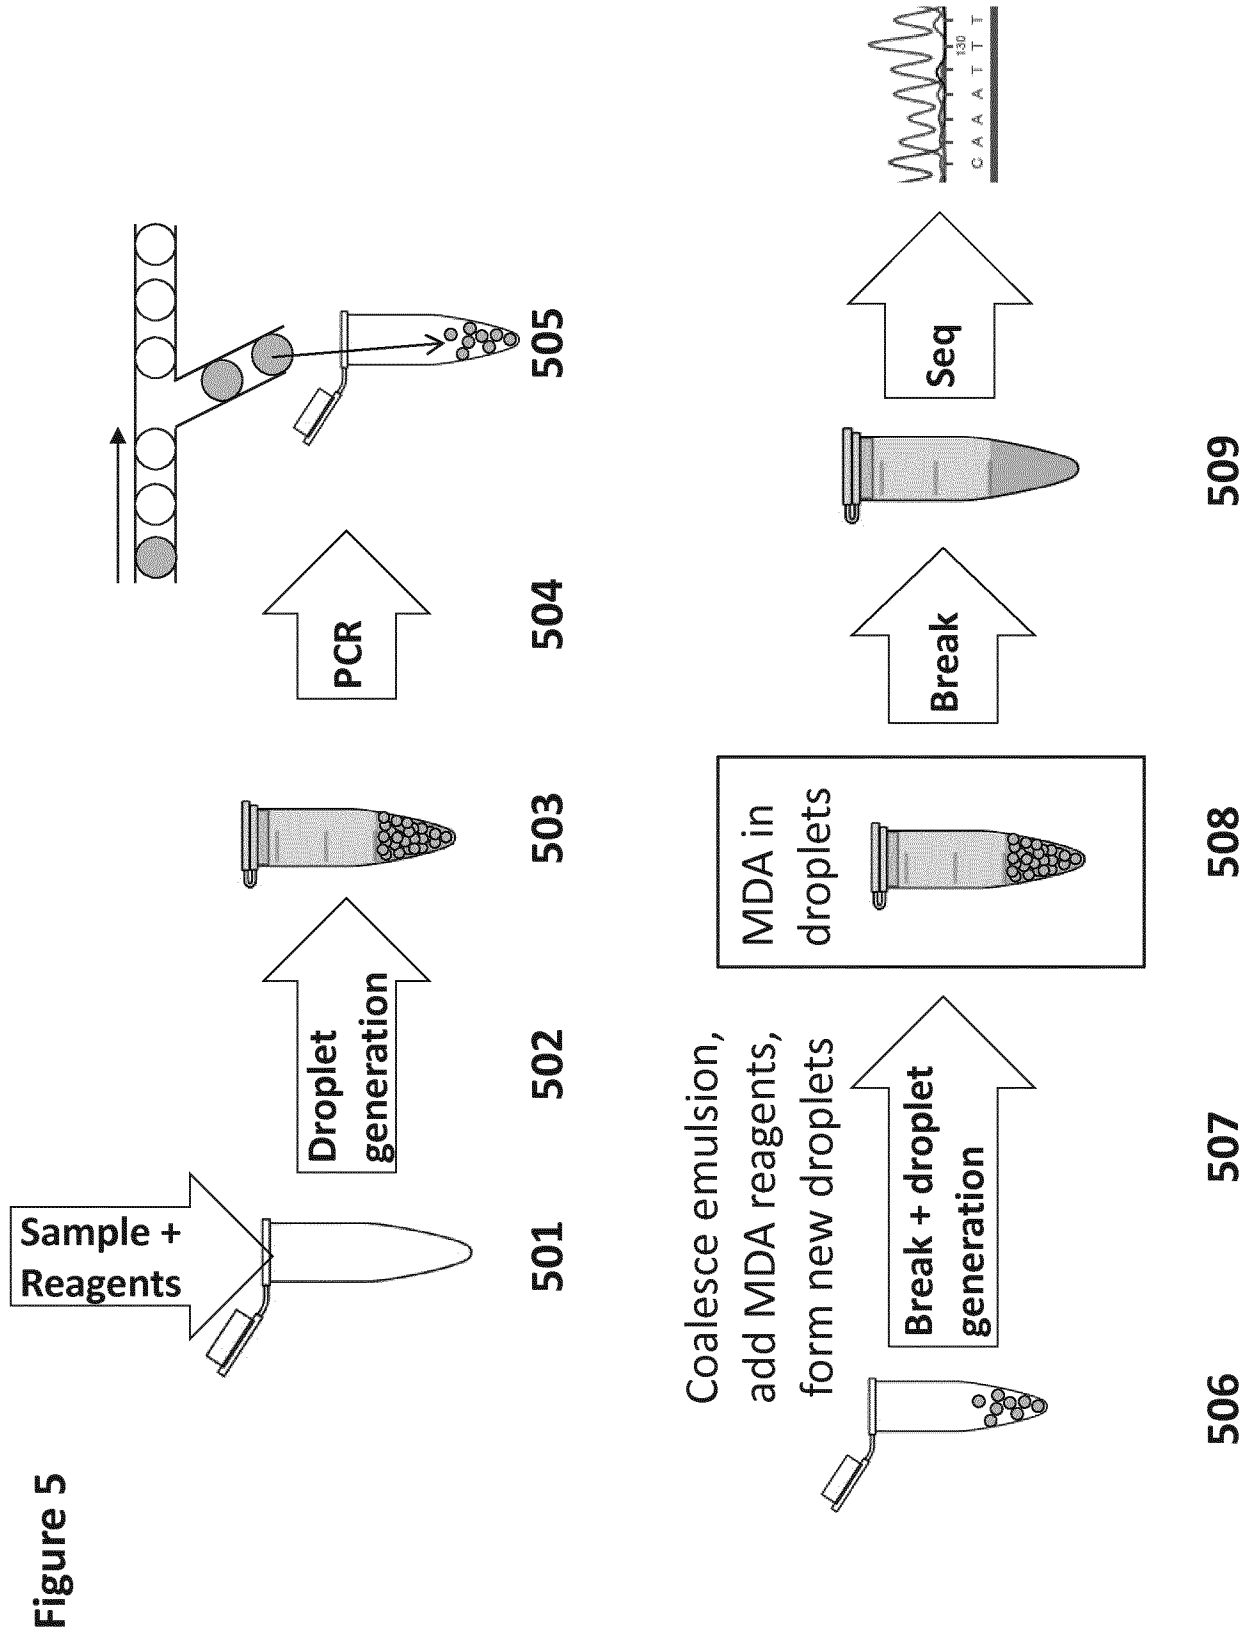 Figure 5
Sample +
Reagents
Droplet
generation
PCR
501
502
503
504
505
Coalesce emulsion,
add MDA reagents,
form new droplets
Break + droplet
generation
MDA in
droplets
Break
Seq
130
C A A A T T T
506
507
508
509